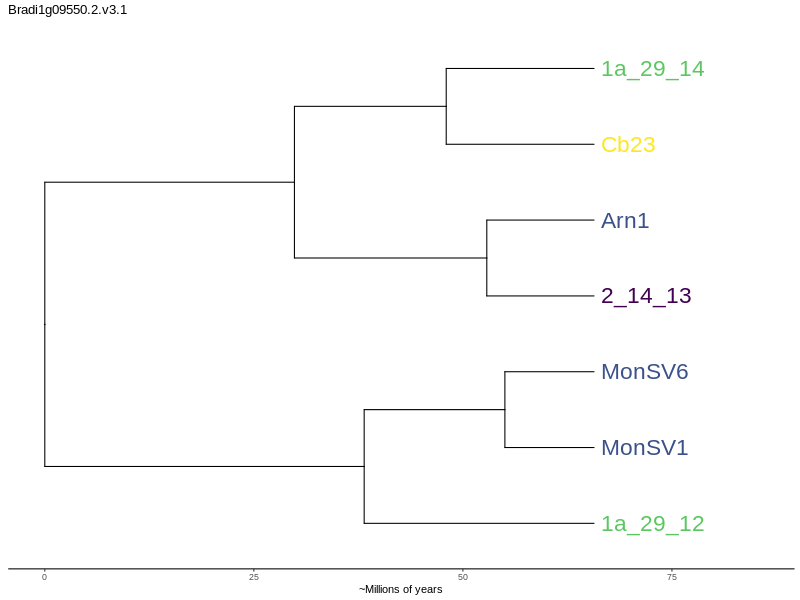 Bradi1g09550.2.v3.1
1a_29_14
Cb23
Arn1
2_14_13
MonSV6
MonSV1
1a_29_12
0 25 50 75
~Millions of years